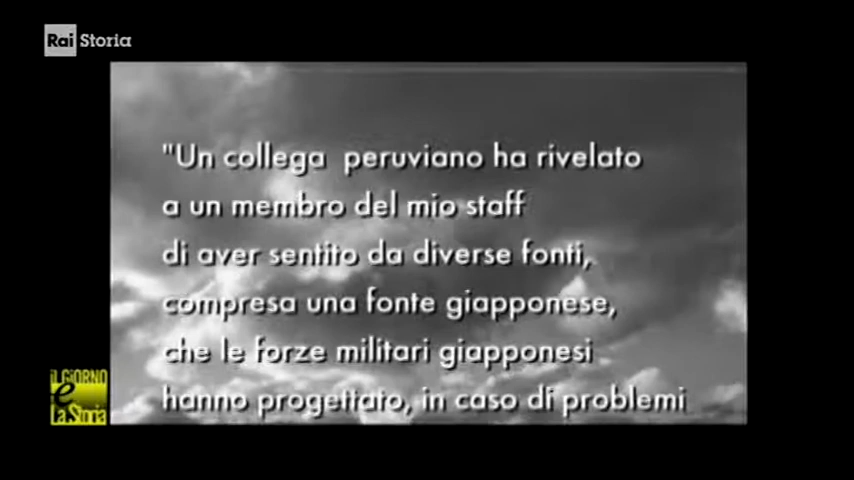 Rai Storia
"Un collega peruviano ha rivelato
a un membro del mio staff
di aver sentito da diverse fonti,
compresa una fonte giapponese,
che le forze militari giapponesi
hanno progettato, in caso di problemi
iL GiORNO
e
La Storia